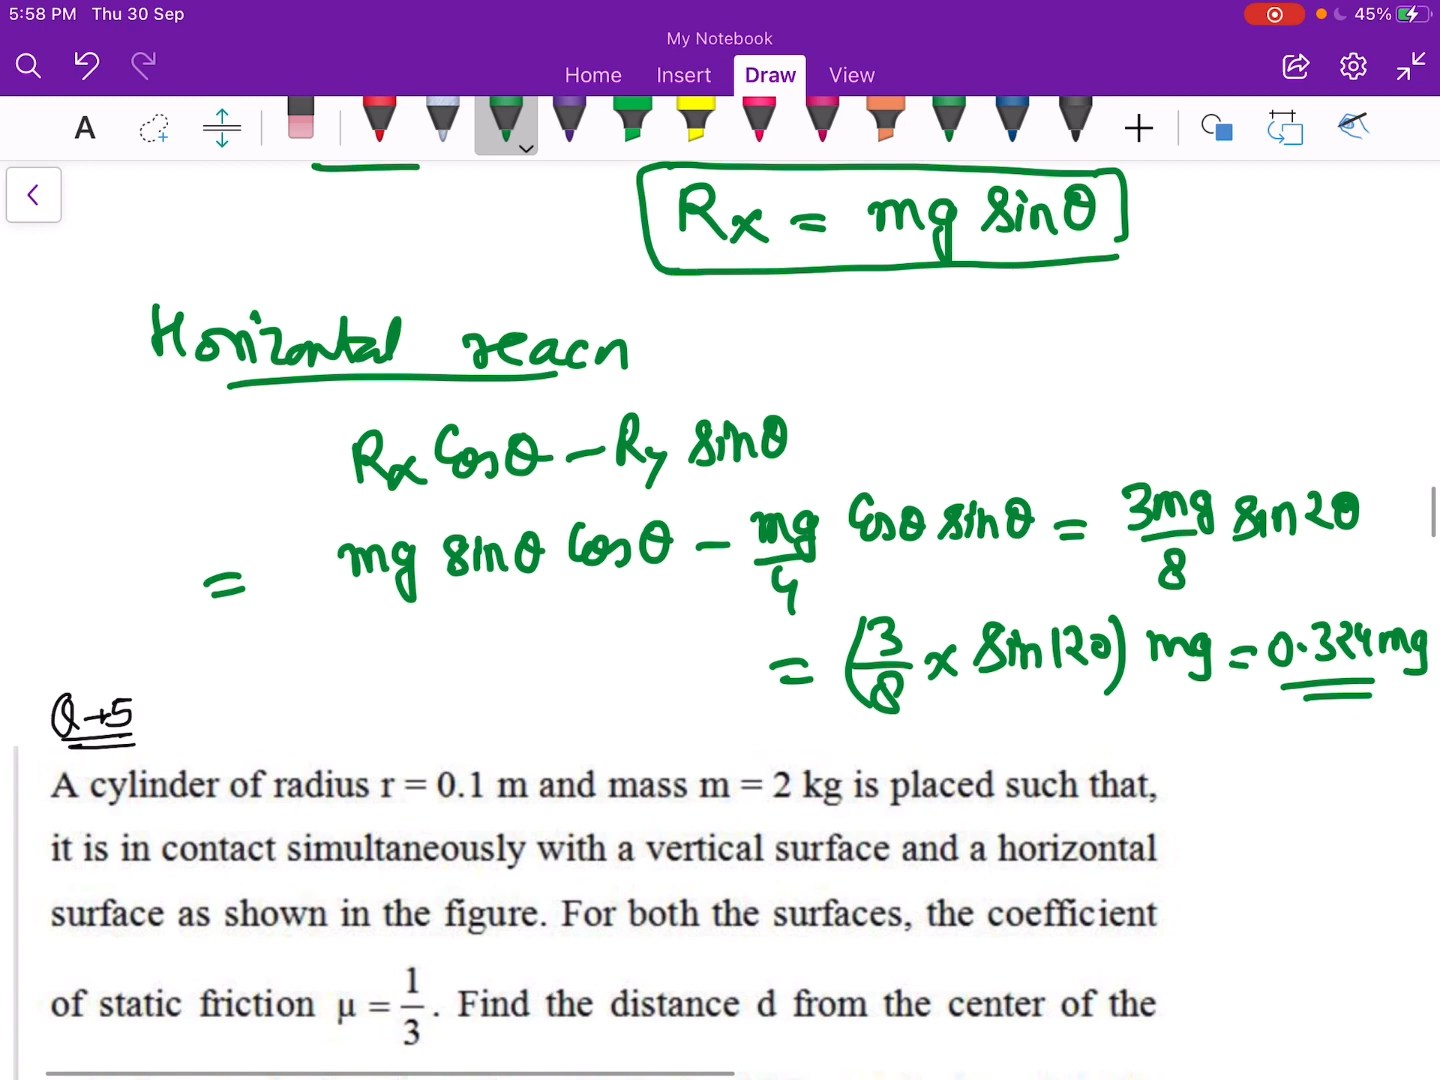 5:58 PM Thu 30 Sep
45%
My Notebook
Home Insert Draw View
A
Rx = mg sinθ
Horizontal reacn
Rx Cosθ – Ry sinθ
= mg sinθ Cosθ – mg/4 Cosθ sinθ = 3mg/8 sin2θ
= (3/8 x Sin120) mg = 0.324mg
Q→5
A cylinder of radius r = 0.1 m and mass m = 2 kg is placed such that,
it is in contact simultaneously with a vertical surface and a horizontal
surface as shown in the figure. For both the surfaces, the coefficient
of static friction μ = 1/3 . Find the distance d from the center of the